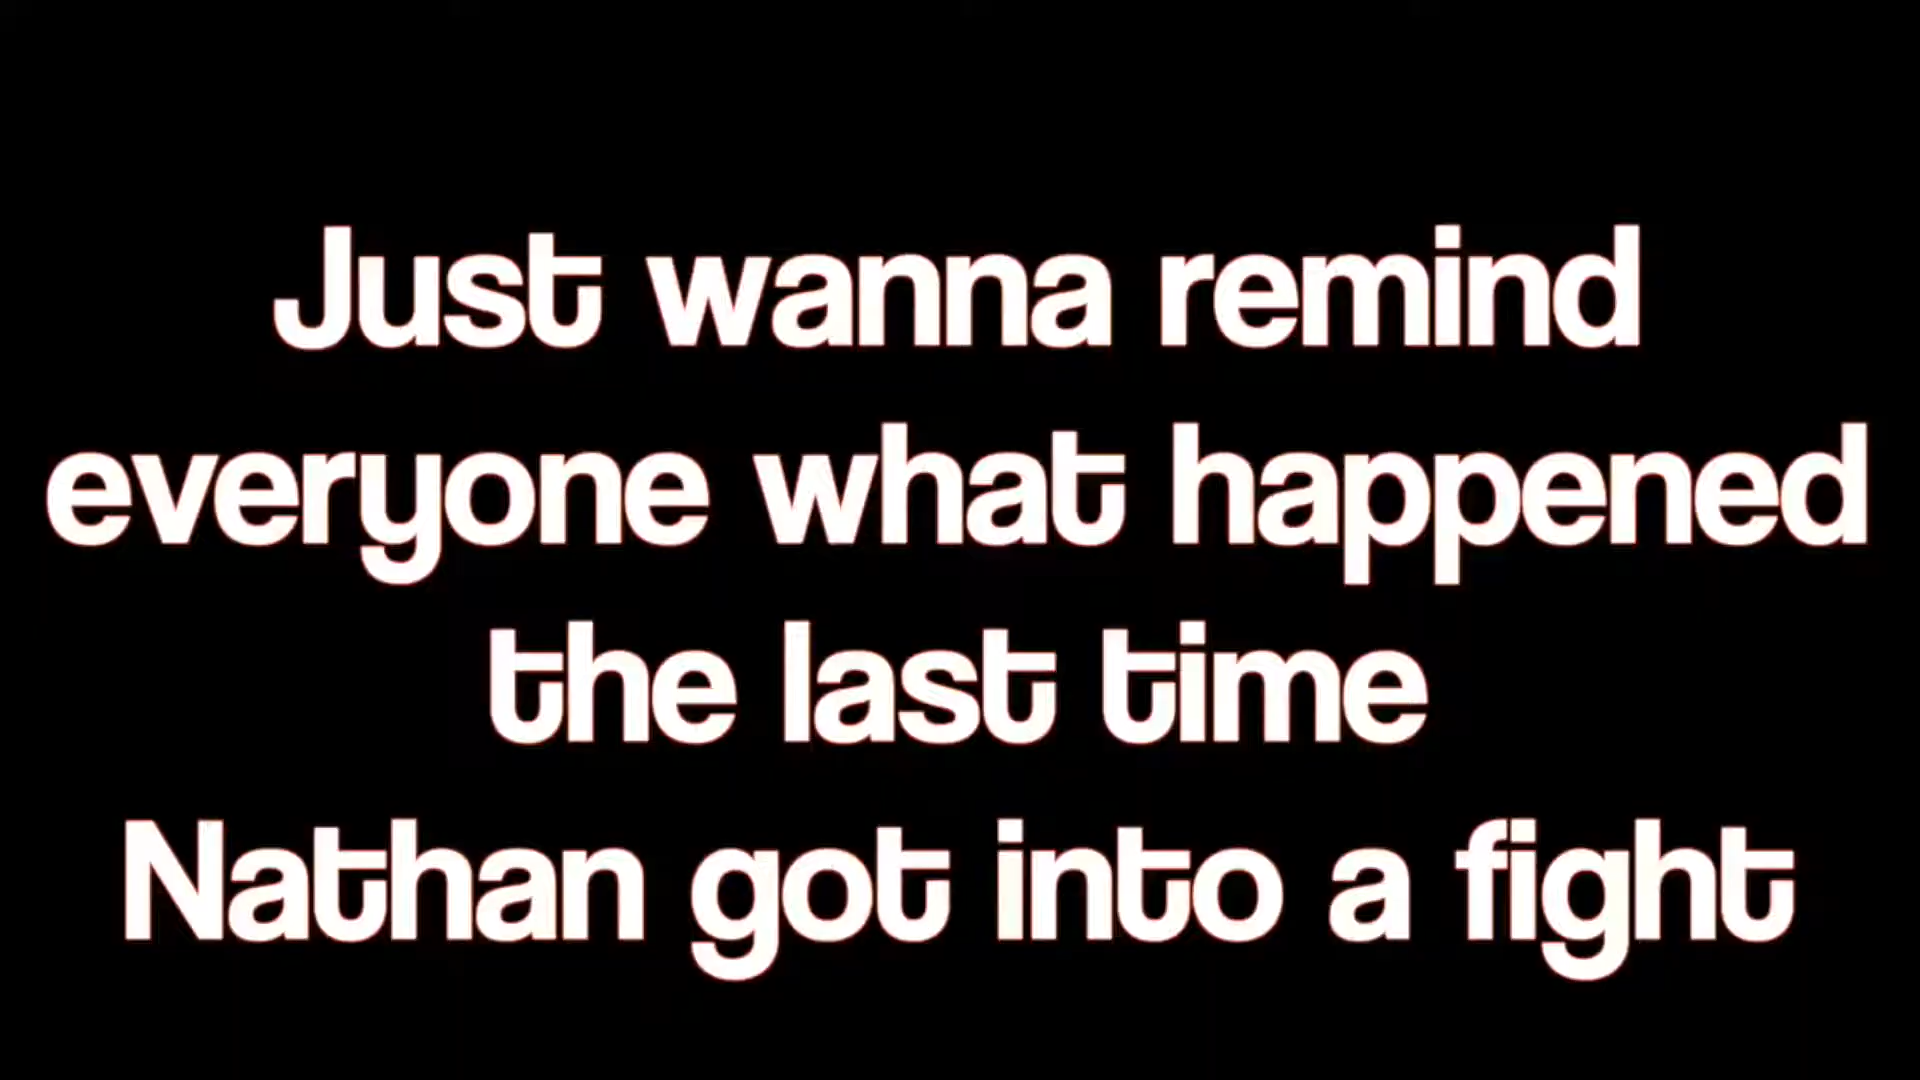 Just wanna remind
everyone what happened
the last time
Nathan got into a fight